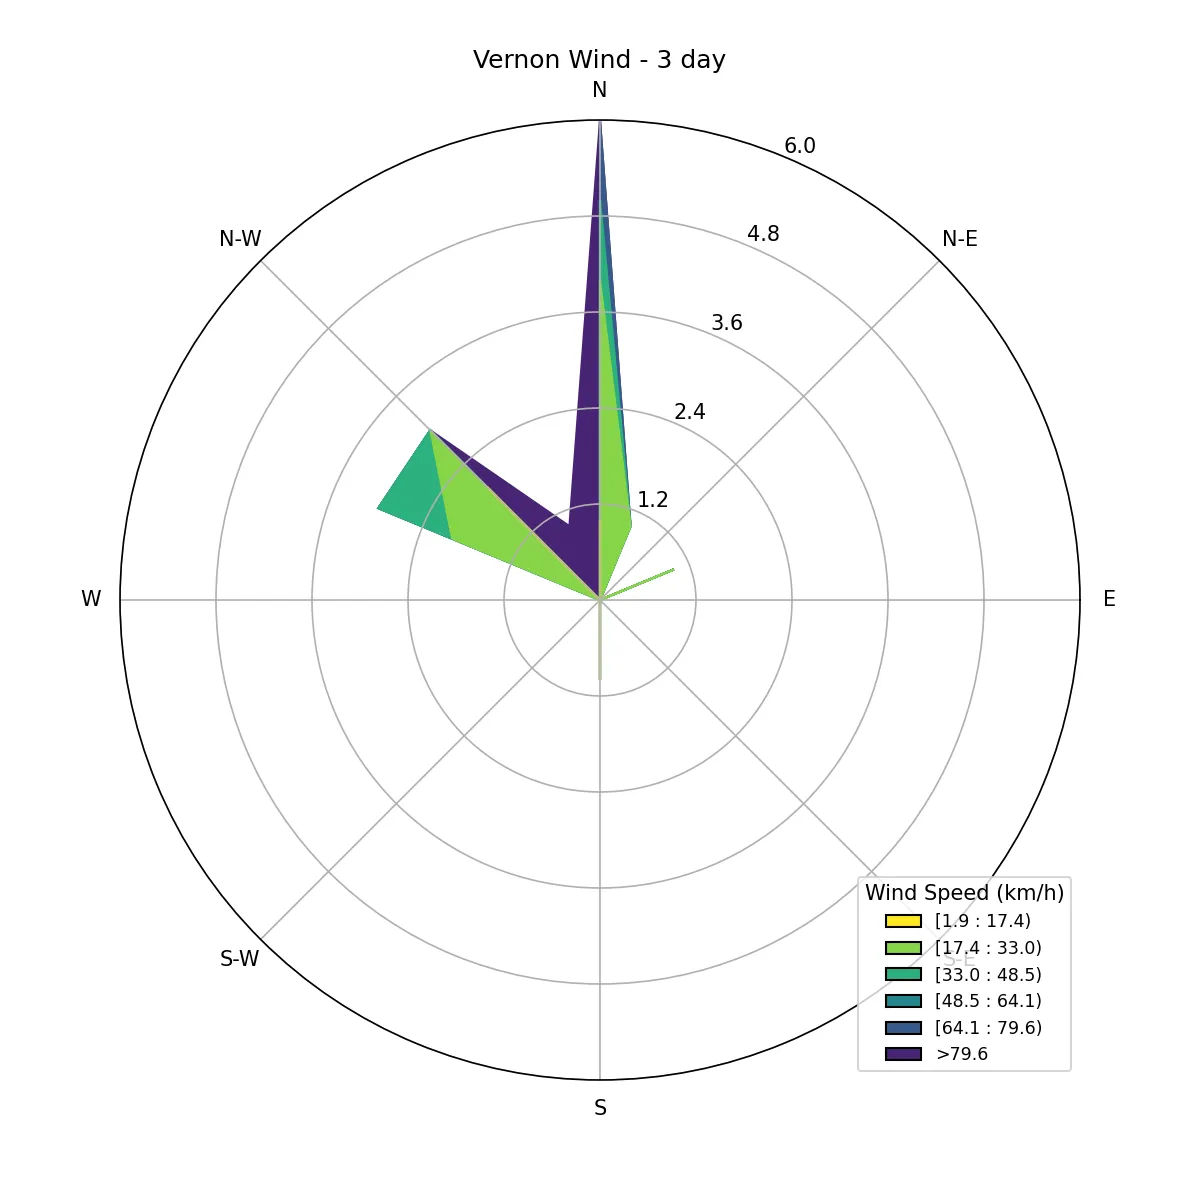 Vernon Wind - 3 day
N
6.0
N-W
4.8
N-E
3.6
2.4
1.2
W
E
S-W
S-E
S
Wind Speed (km/h)
[1.9 : 17.4)
[17.4 : 33.0)
[33.0 : 48.5)
[48.5 : 64.1)
[64.1 : 79.6)
>79.6